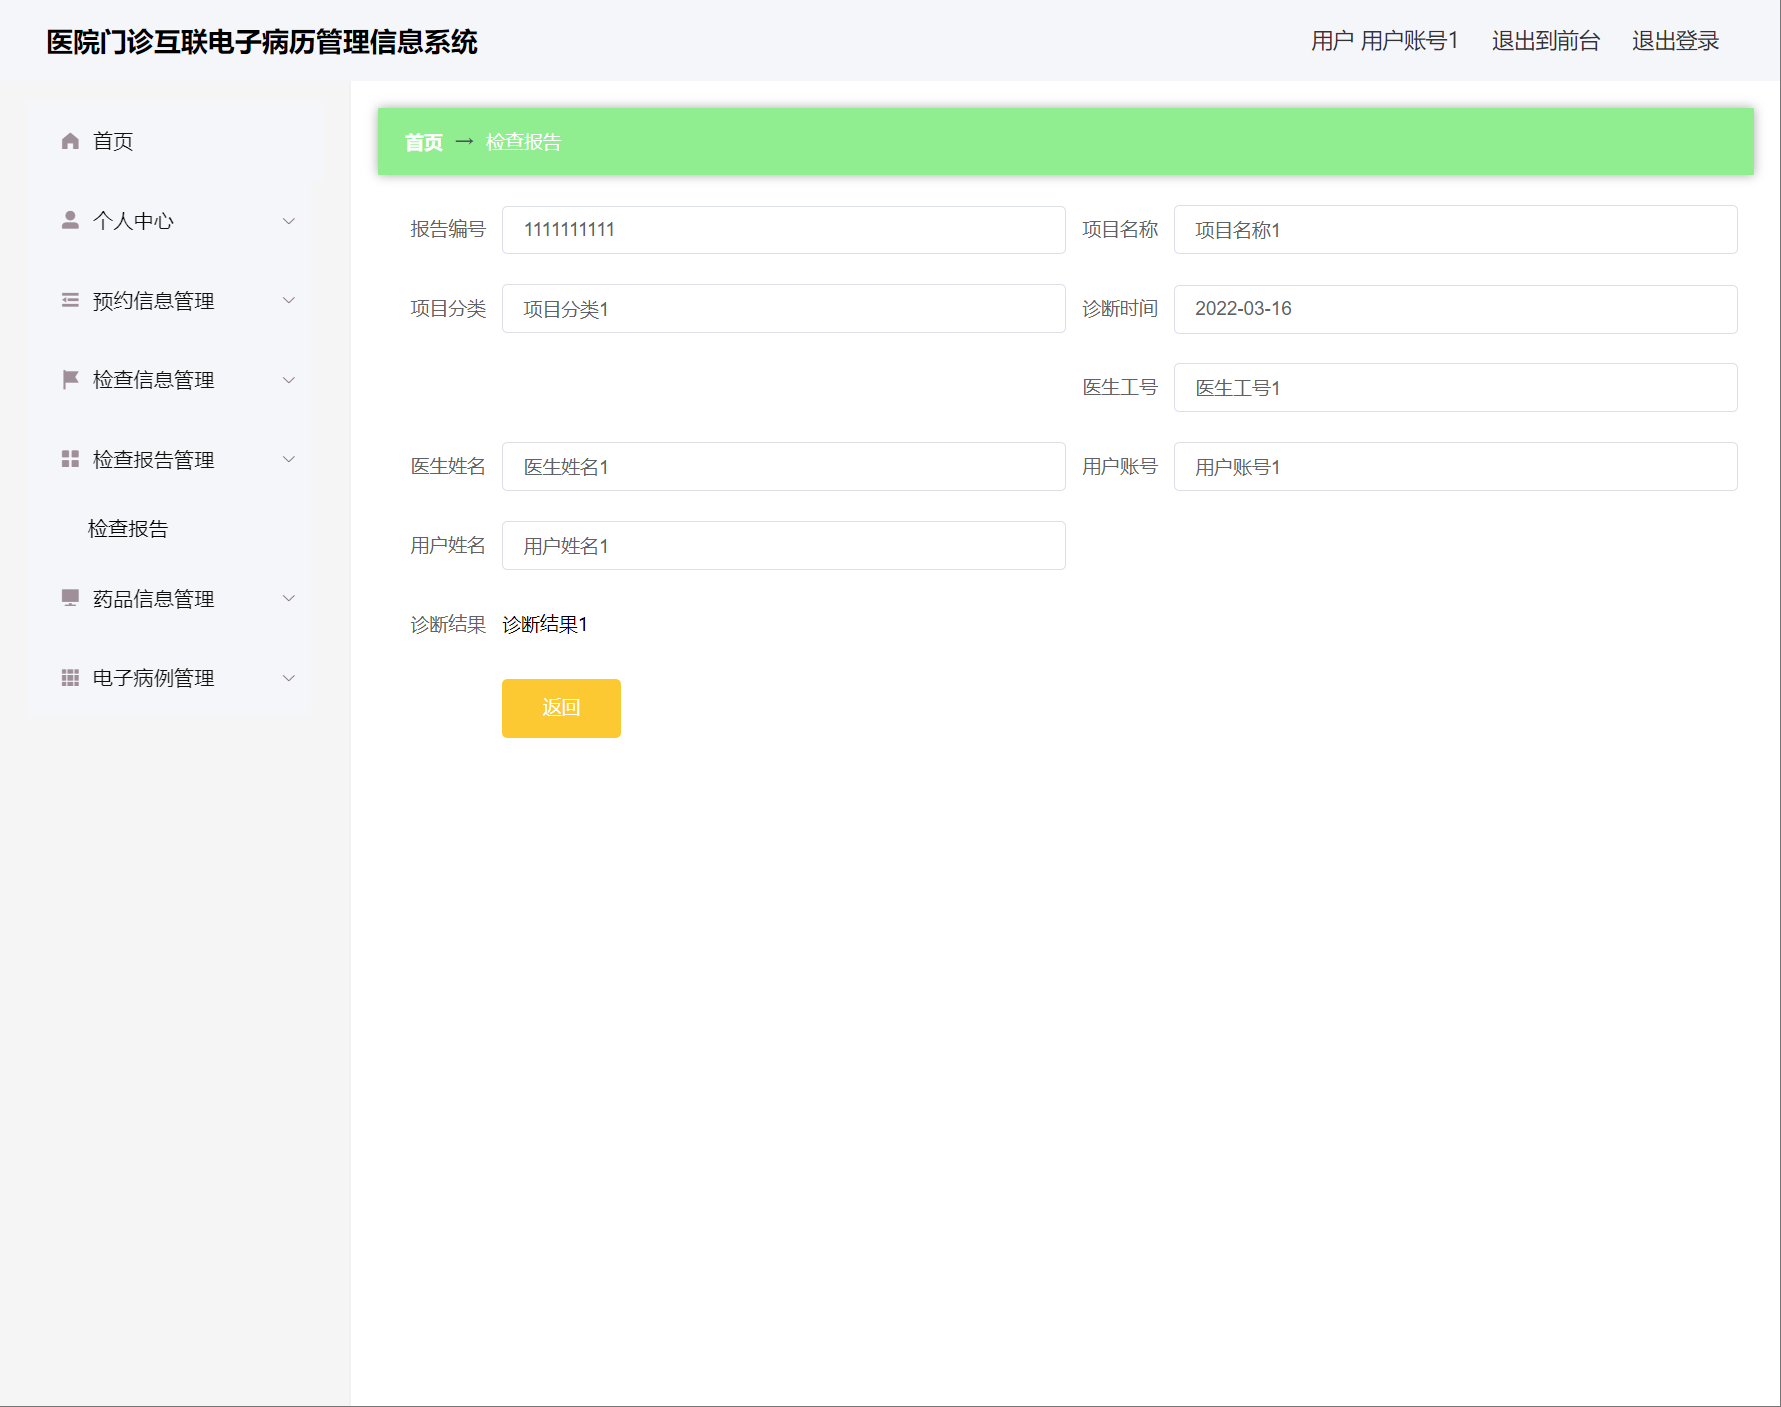 医院门诊互联电子病历管理信息系统
用户 用户账号1 退出到前台 退出登录
首页
个人中心
预约信息管理
检查信息管理
检查报告管理
检查报告
药品信息管理
电子病例管理
首页 → 检查报告
报告编号 1111111111 项目名称 项目名称1
项目分类 项目分类1 诊断时间 2022-03-16
医生工号 医生工号1
医生姓名 医生姓名1 用户账号 用户账号1
用户姓名 用户姓名1
诊断结果 诊断结果1
返回